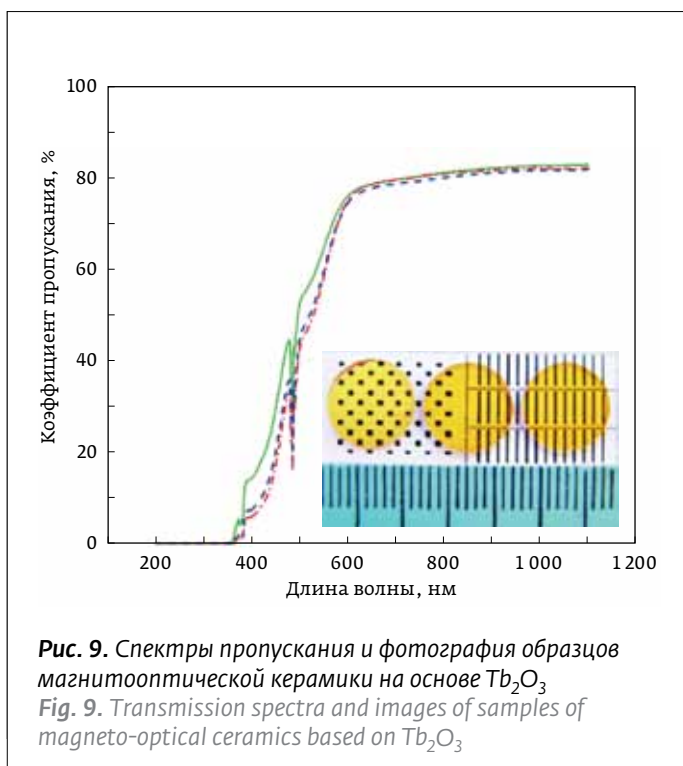 100
80
60
40
20
0
Коэффициент пропускания, %
200 400 600 800 1 000 1 200
Длина волны, нм
Рис. 9. Спектры пропускания и фотография образцов
магнитооптической керамики на основе Tb₂O₃
Fig. 9. Transmission spectra and images of samples of
magneto-optical ceramics based on Tb₂O₃